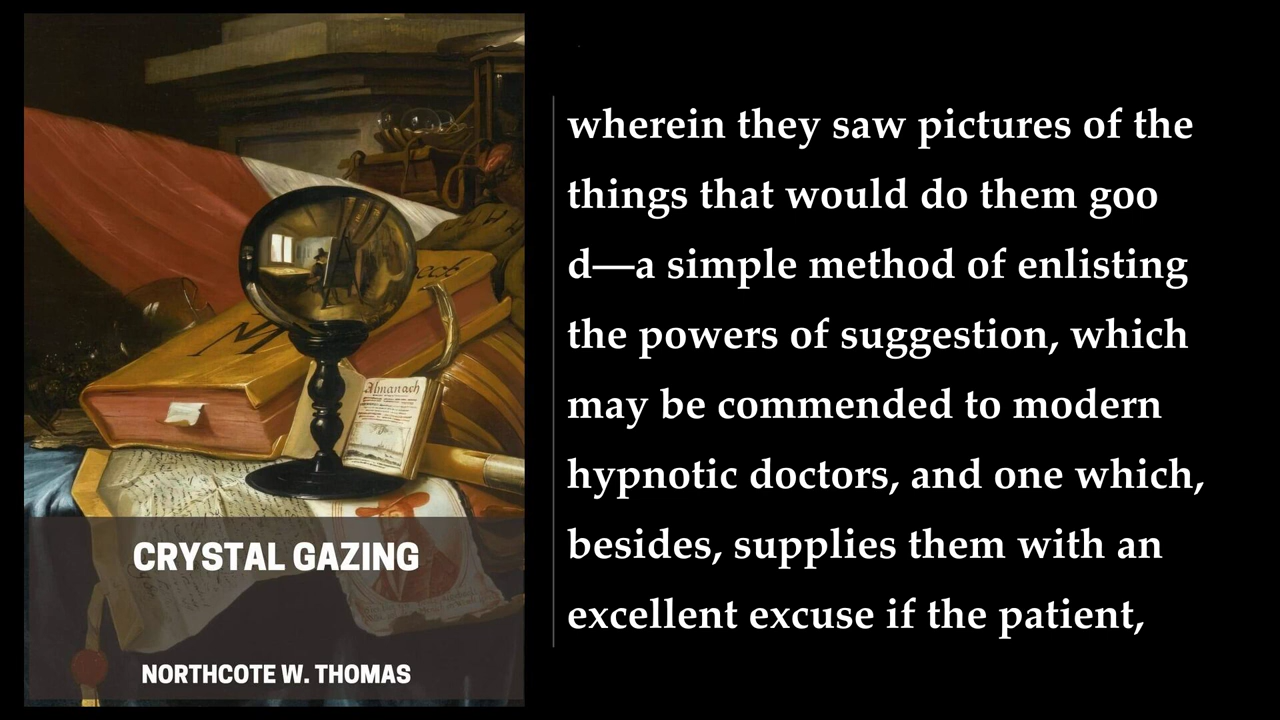 wherein they saw pictures of the
things that would do them goo
d—a simple method of enlisting
the powers of suggestion, which
may be commended to modern
hypnotic doctors, and one which,
besides, supplies them with an
excellent excuse if the patient,
Almanach
CRYSTAL GAZING
NORTHCOTE W. THOMAS